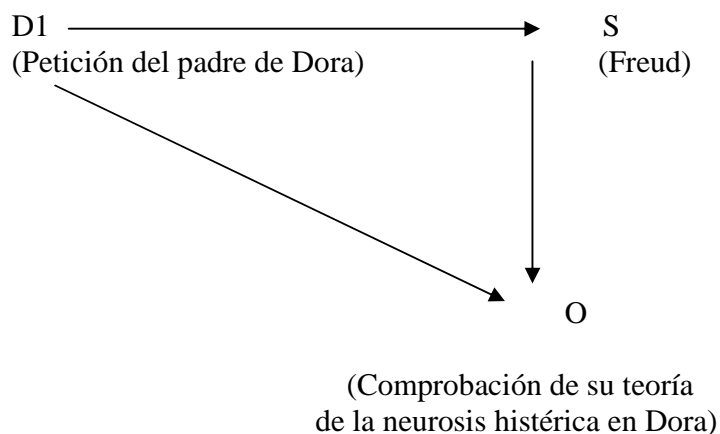 D1 S
(Petición del padre de Dora) (Freud)
O
(Comprobación de su teoría
de la neurosis histérica en Dora)